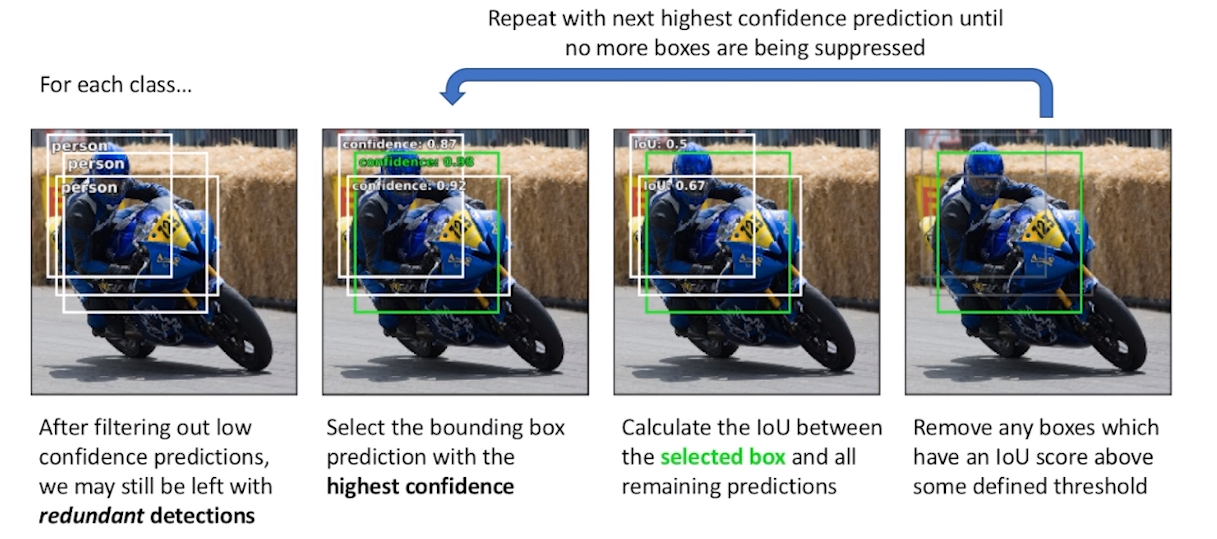 Repeat with next highest confidence prediction until
no more boxes are being suppressed
For each class...
person
person
person
confidence: 0.87
confidence: 0.98
confidence: 0.92
IoU: 0.5
IoU: 0.67
After filtering out low
confidence predictions,
we may still be left with
redundant detections
Select the bounding box
prediction with the
highest confidence
Calculate the IoU between
the selected box and all
remaining predictions
Remove any boxes which
have an IoU score above
some defined threshold